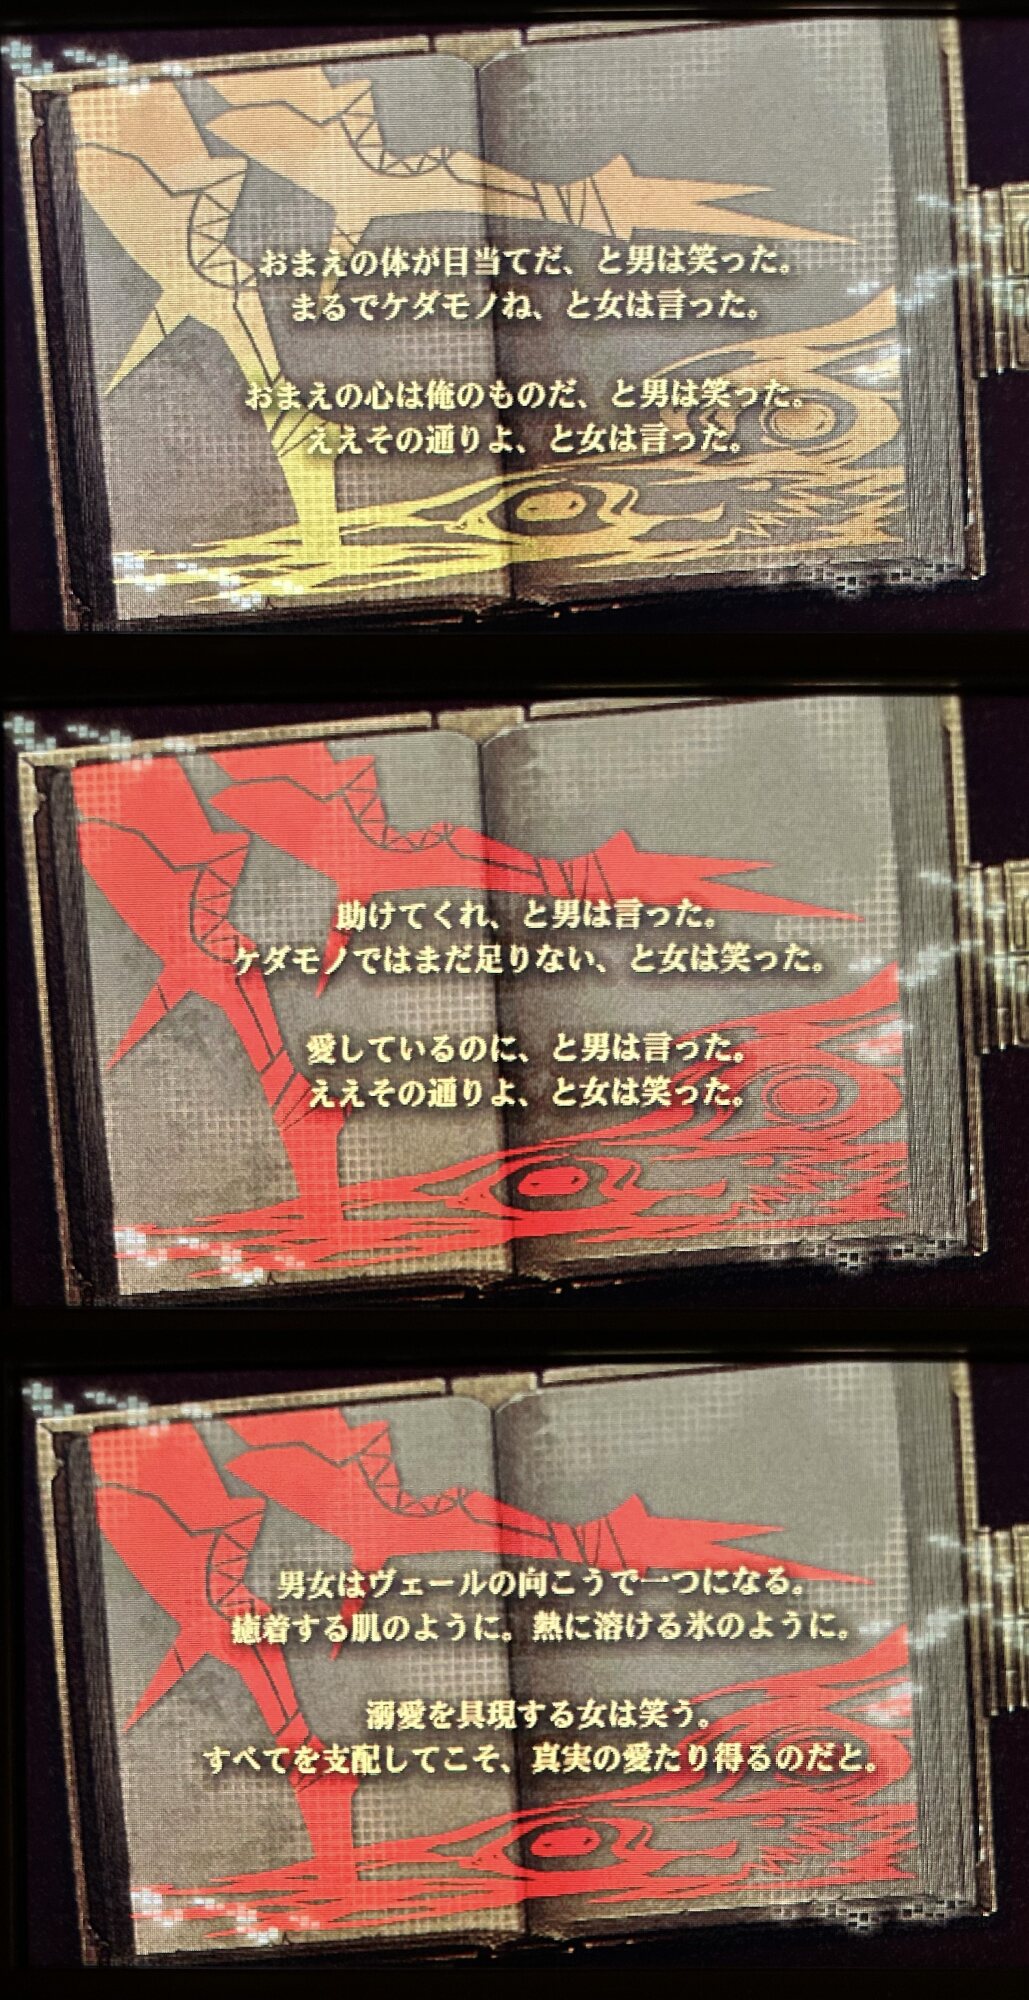 おまえの体が目当てだ、と男は笑った。
まるでケダモノね、と女は言った。
おまえの心は俺のものだ、と男は笑った。
ええその通りよ、と女は言った。
助けてくれ、と男は言った。
ケダモノではまだ足りない、と女は笑った。
愛しているのに、と男は言った。
ええその通りよ、と女は笑った。
男女はヴェールの向こうで一つになる。
癒着する肌のように。熱に溶ける氷のように。
溺愛を具現する女は笑う。
すべてを支配してこそ、真実の愛たり得るのだと。